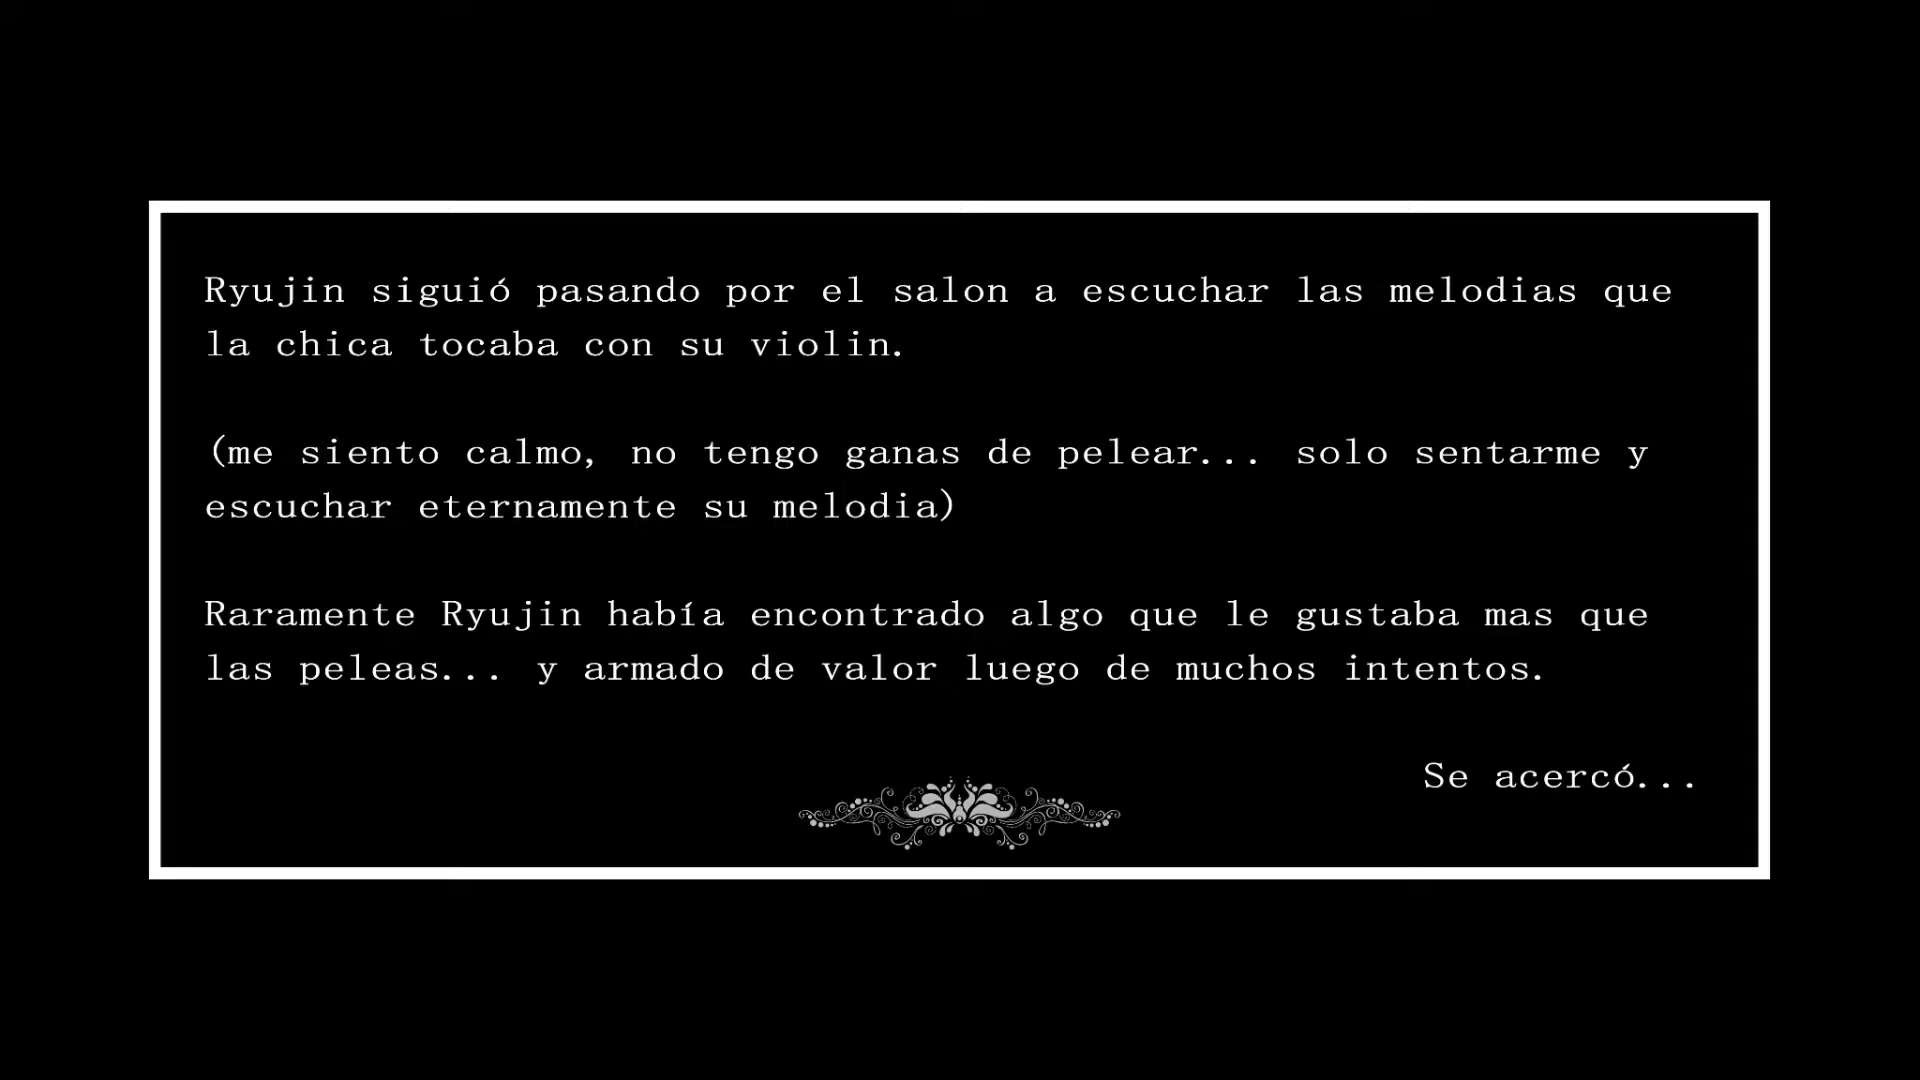 Ryujin siguió pasando por el salon a escuchar las melodias que
la chica tocaba con su violin.
(me siento calmo, no tengo ganas de pelear... solo sentarme y
escuchar eternamente su melodia)
Raramente Ryujin había encontrado algo que le gustaba mas que
las peleas... y armado de valor luego de muchos intentos.
Se acercó...